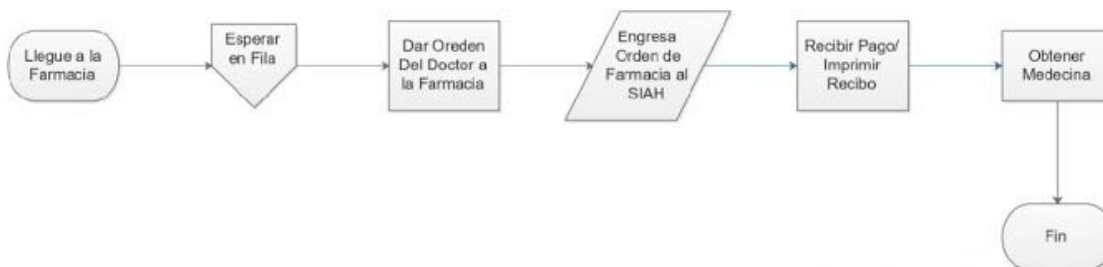 Llegue a la
Farmacia
Esperar
en Fila
Dar Oreden
Del Doctor a
la Farmacia
Engresa
Orden de
Farmacia al
SIAH
Recibir Pago/
Imprimir
Recibo
Obtener
Medecina
Fin